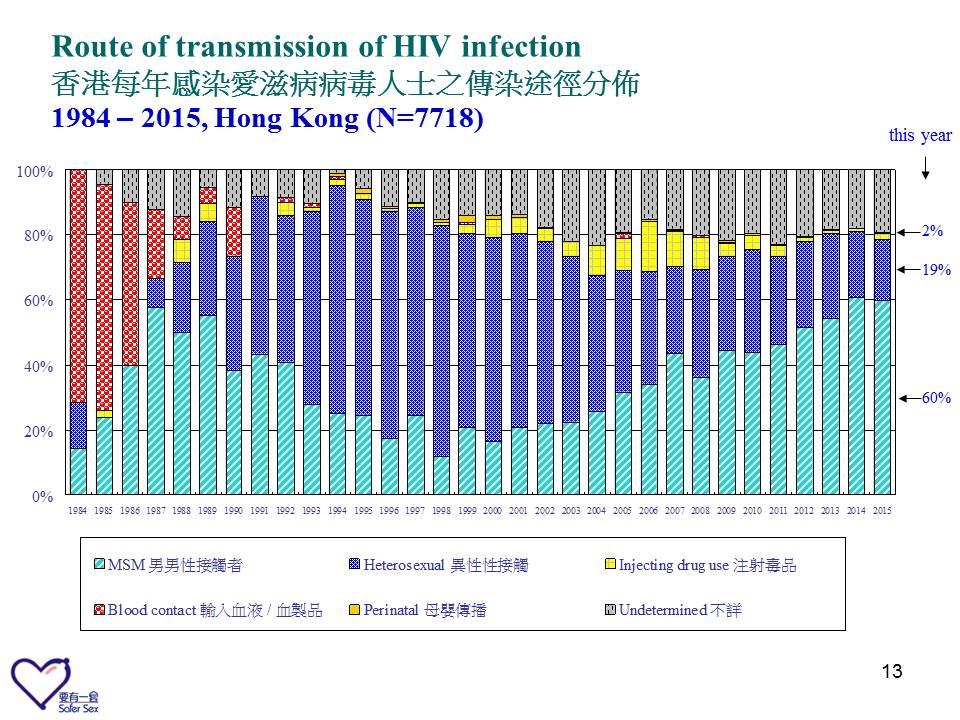 Route of transmission of HIV infection
香港每年感染愛滋病病毒人士之傳染途徑分佈
1984 – 2015, Hong Kong (N=7718)
this year
100%
80%
60%
40%
20%
0%
2%
19%
60%
1984 1985 1986 1987 1988 1989 1990 1991 1992 1993 1994 1995 1996 1997 1998 1999 2000 2001 2002 2003 2004 2005 2006 2007 2008 2009 2010 2011 2012 2013 2014 2015
MSM 男男性接觸者 Heterosexual 異性性接觸 Injecting drug use 注射毒品
Blood contact 輸入血液 / 血製品 Perinatal 母嬰傳播 Undetermined 不詳
要有一套
Safer Sex
13